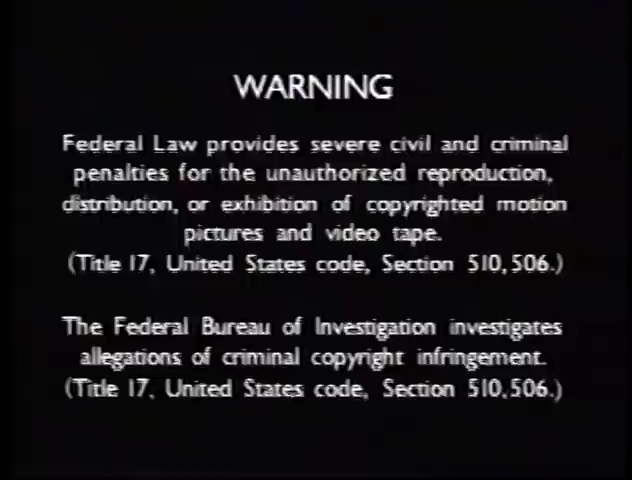 WARNING
Federal Law provides severe civil and criminal
penalties for the unauthorized reproduction,
distribution, or exhibition of copyrighted motion
pictures and video tape.
(Title 17, United States code, Section 510,506.)
The Federal Bureau of Investigation investigates
allegations of criminal copyright infringement.
(Title 17, United States code, Section 510,506.)